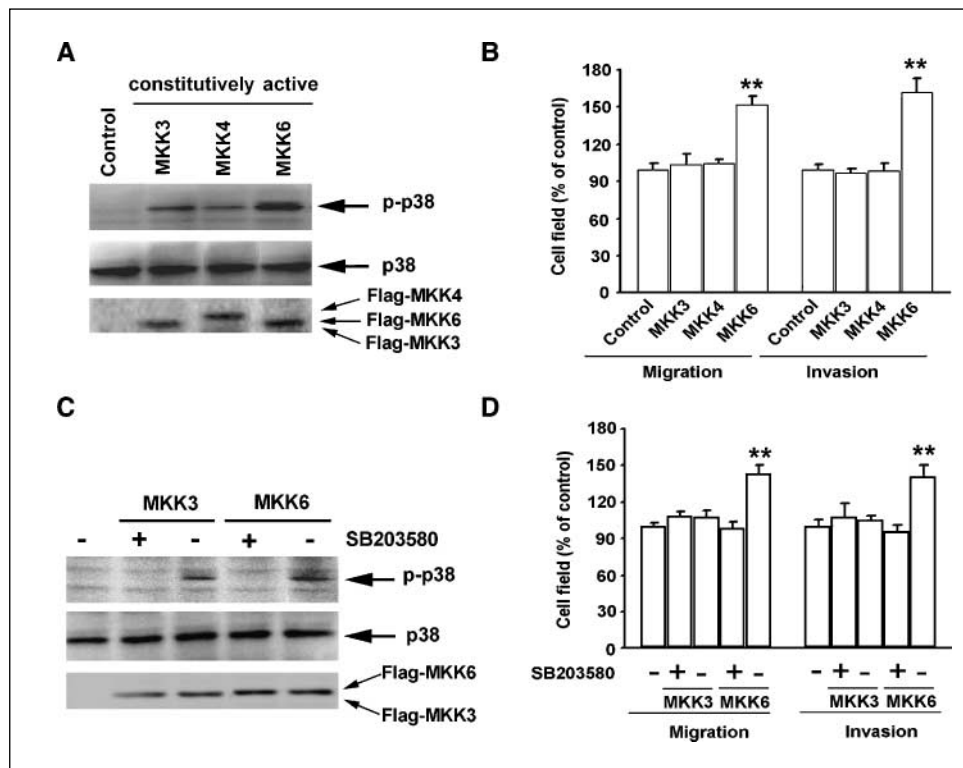 A
constitutively active
Control
MKK3
MKK4
MKK6
p-p38
p38
Flag-MKK4
Flag-MKK6
Flag-MKK3
B
Cell field (% of control)
180
150
120
90
60
30
0
**
**
Control
MKK3
MKK4
MKK6
Control
MKK3
MKK4
MKK6
Migration
Invasion
C
MKK3 MKK6
- + - + - SB203580
p-p38
p38
Flag-MKK6
Flag-MKK3
D
Cell field (% of control)
180
150
120
90
60
30
0
**
**
SB203580 - + - + - - + - + -
MKK3 MKK6 MKK3 MKK6
Migration Invasion